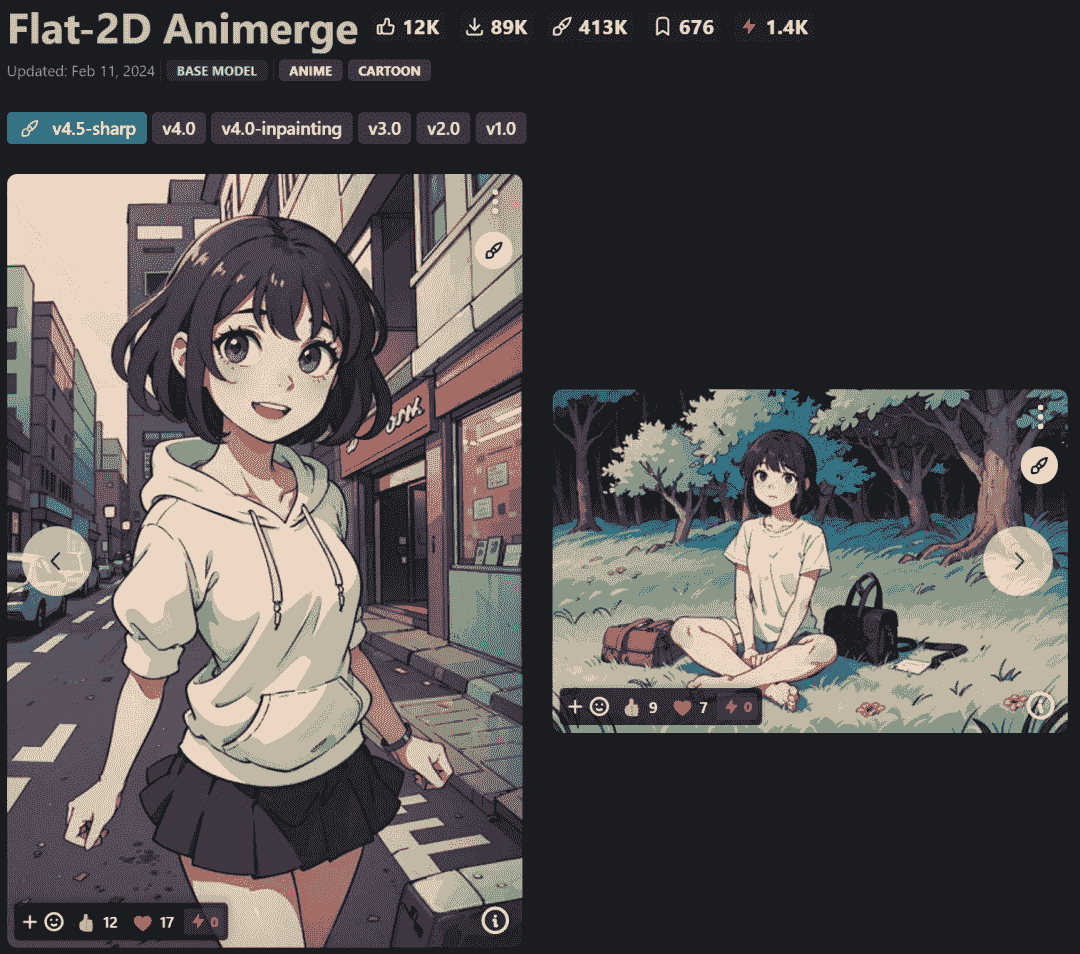 Flat-2D Animerge 12K 89K 413K 676 1.4K
Updated: Feb 11, 2024 BASE MODEL ANIME CARTOON
v4.5-sharp v4.0 v4.0-inpainting v3.0 v2.0 v1.0
12 17 0
9 7 0